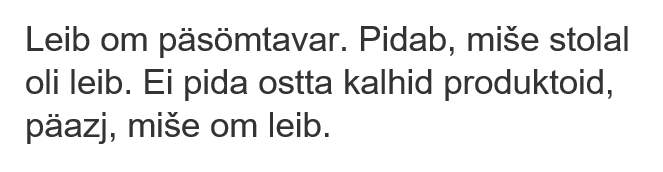 Leib om päsömtavar. Pidab, miše stolal
oli leib. Ei pida ostta kalhid produktoid,
päazj, miše om leib.